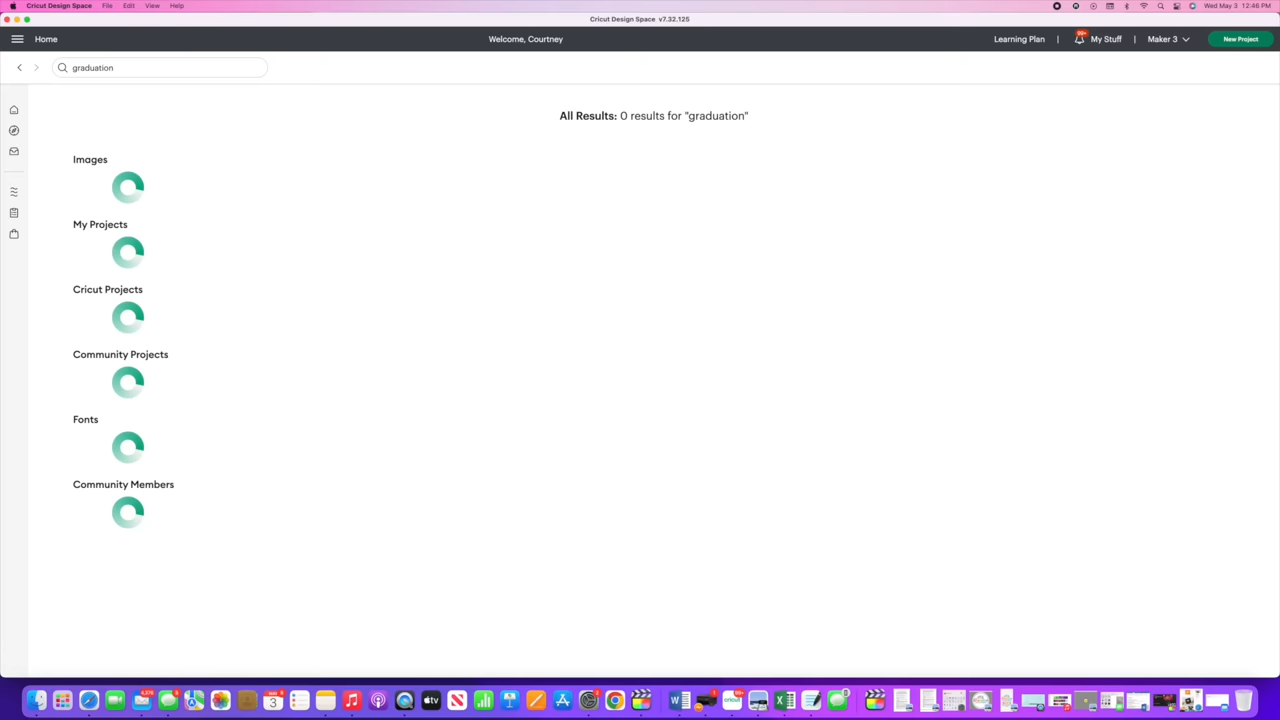 Cricut Design Space File Edit View Help Wed May 3 12:46 PM
Cricut Design Space v7.32.125
Home Welcome, Courtney Learning Plan | 99+ My Stuff | Maker 3 New Project
graduation
All Results: 0 results for "graduation"
Images
My Projects
Cricut Projects
Community Projects
Fonts
Community Members